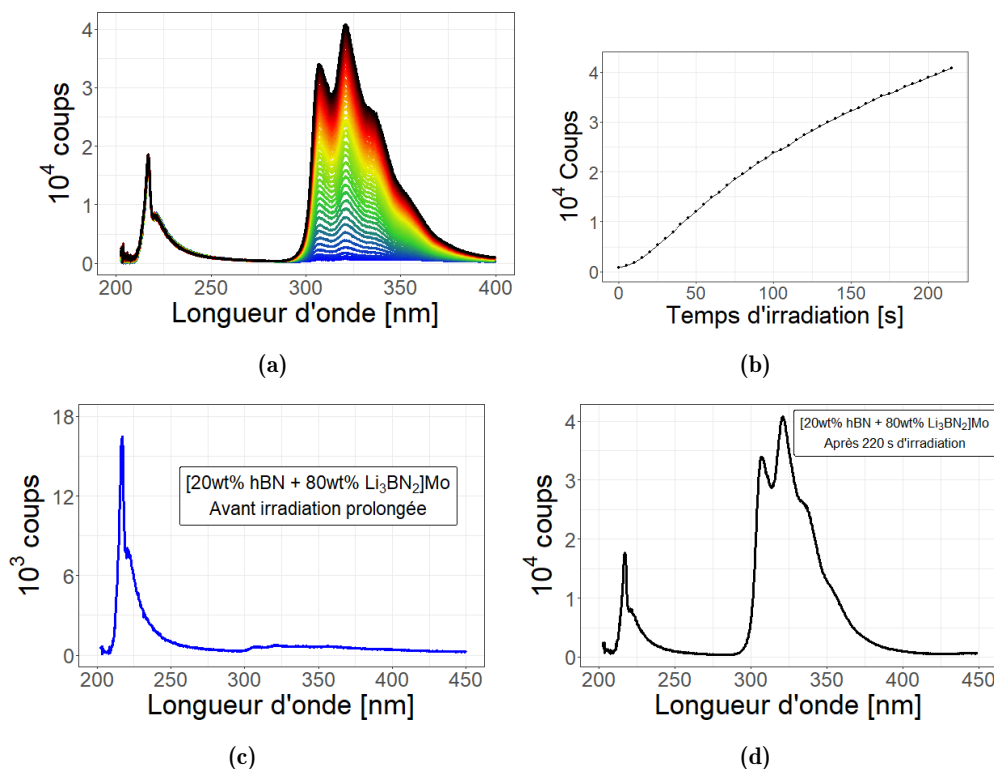 10⁴ coups
4
3
2
1
0
200
250
300
350
400
Longueur d'onde [nm]
(a)
10⁴ Coups
4
3
2
1
0
0
50
100
150
200
Temps d'irradiation [s]
(b)
10³ coups
18
12
6
0
[20wt% hBN + 80wt% Li₃BN₂]Mo
Avant irradiation prolongée
200
250
300
350
400
450
Longueur d'onde [nm]
(c)
10⁴ coups
4
3
2
1
0
[20wt% hBN + 80wt% Li₃BN₂]Mo
Après 220 s d'irradiation
200
250
300
350
400
450
Longueur d'onde [nm]
(d)